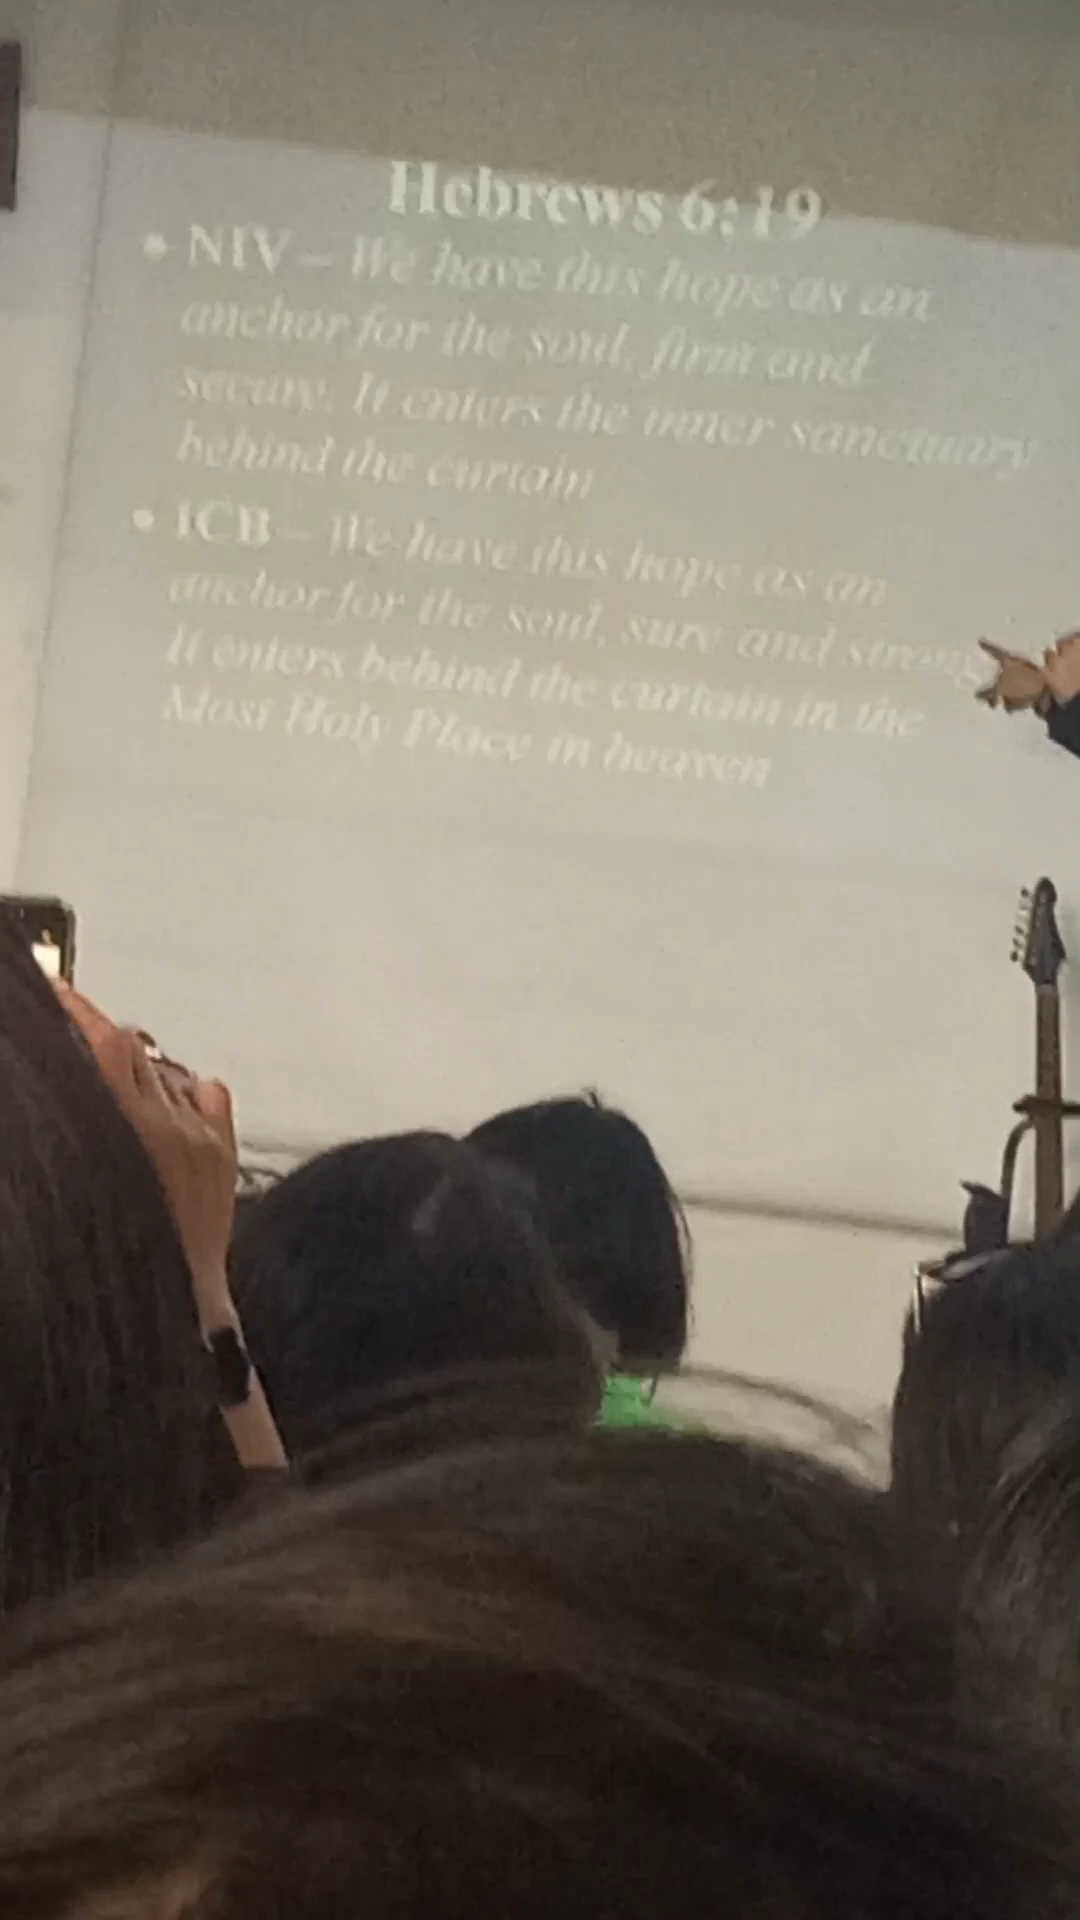 Hebrews 6:19
• NIV – We have this hope as an
anchor for the soul, firm and
secure. It enters the inner sanctuary
behind the curtain
• ICB – We have this hope as an
anchor for the soul, sure and strong
It enters behind the curtain in the
Most Holy Place in heaven